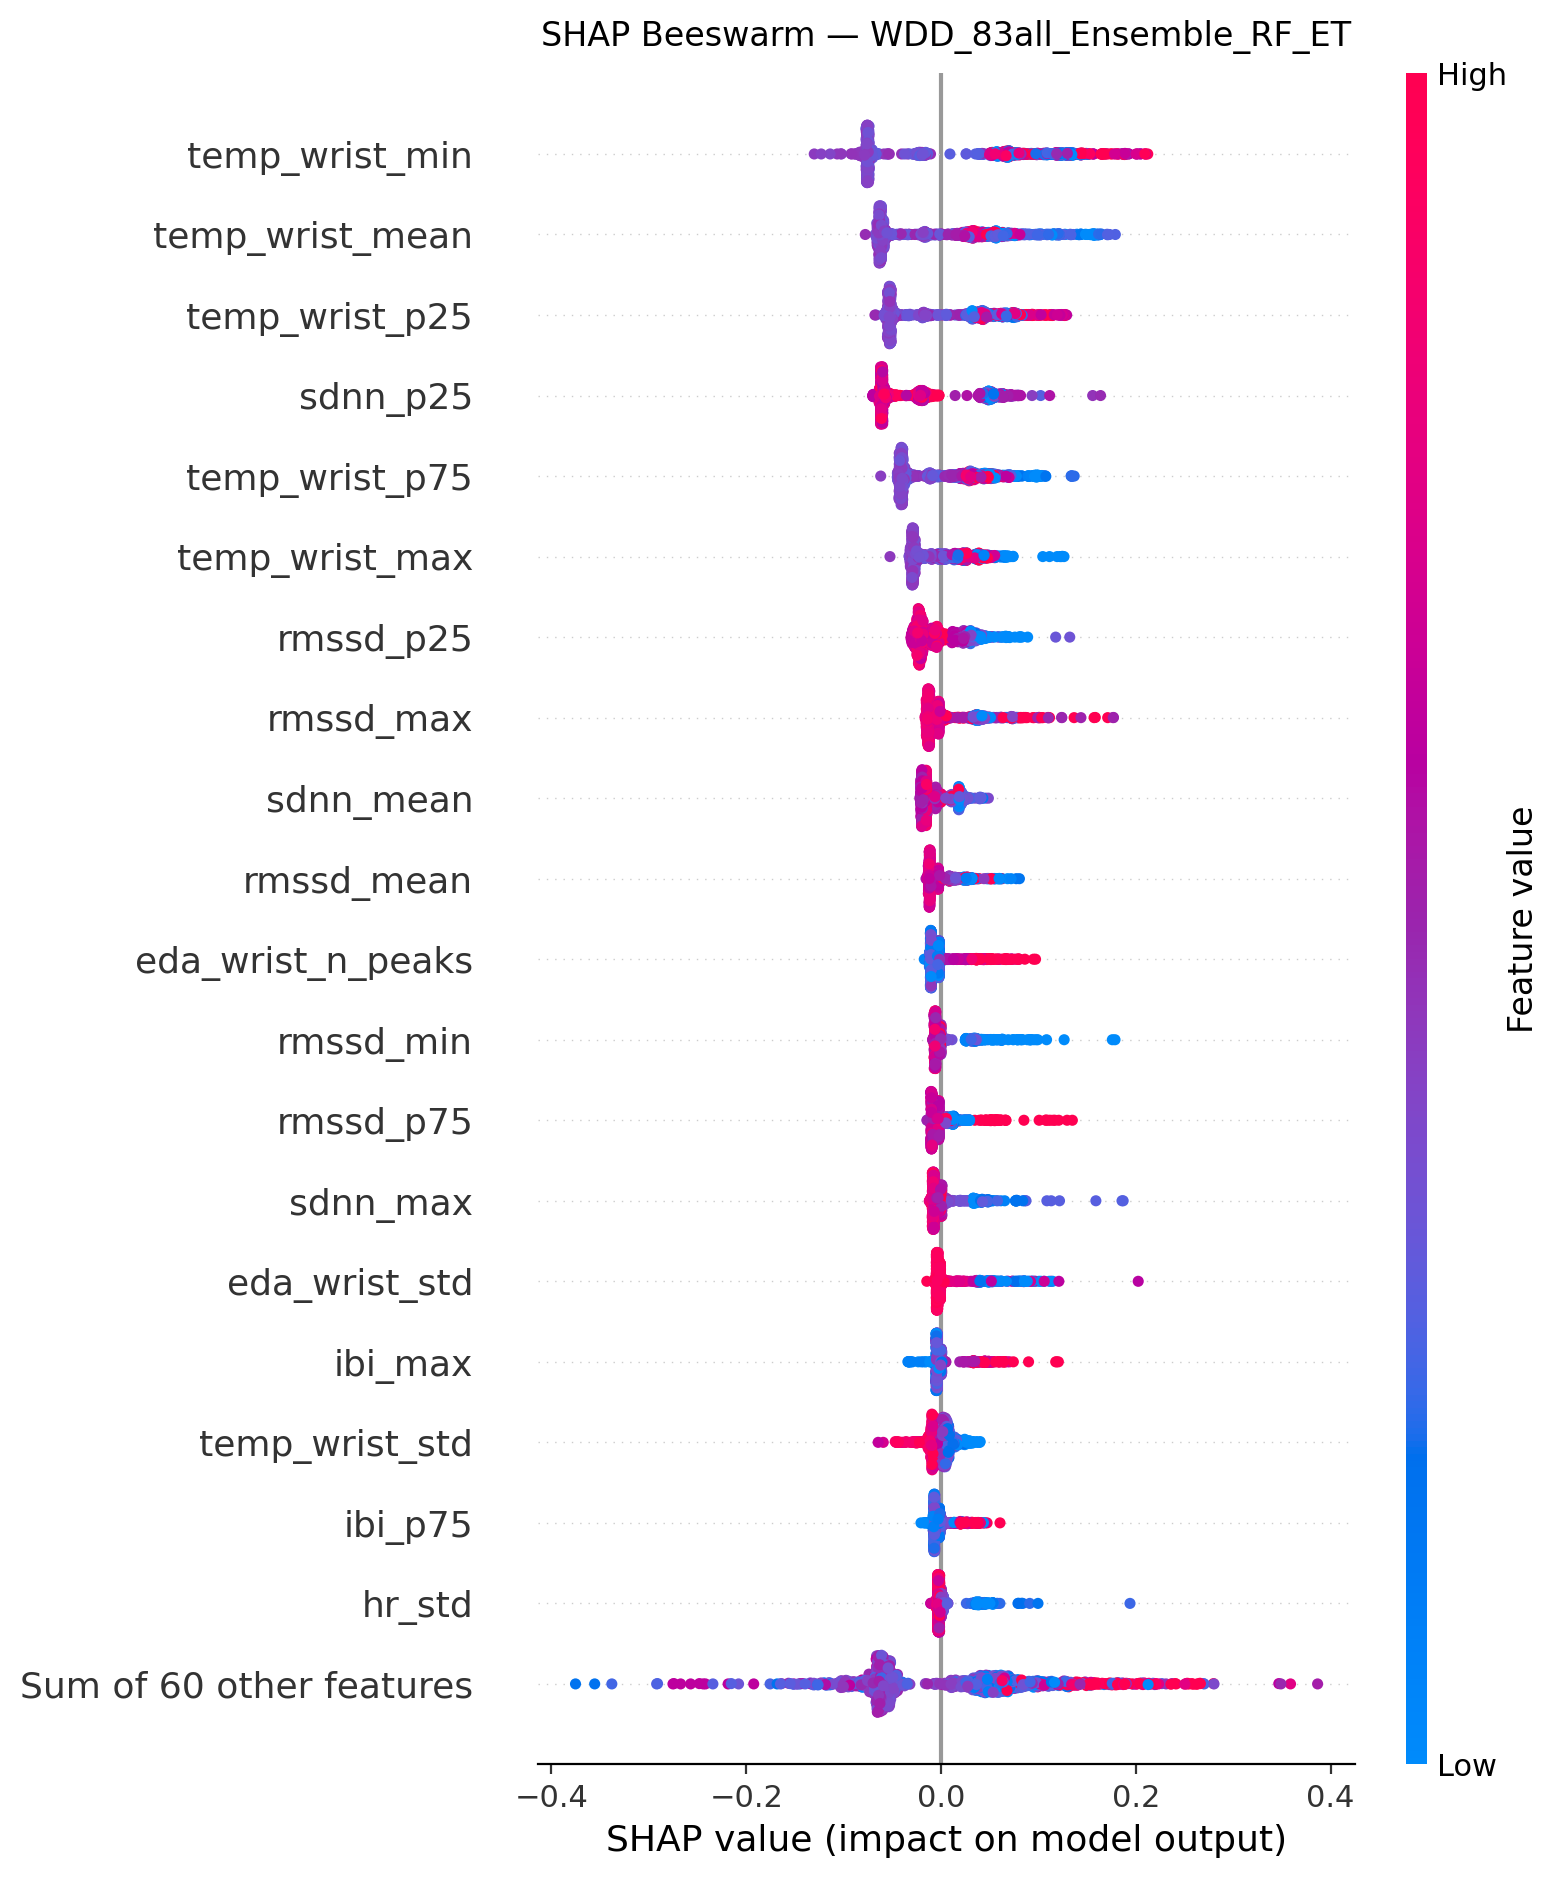 SHAP Beeswarm — WDD_83all_Ensemble_RF_ET
High
temp_wrist_min
temp_wrist_mean
temp_wrist_p25
sdnn_p25
temp_wrist_p75
temp_wrist_max
rmssd_p25
rmssd_max
sdnn_mean
rmssd_mean
eda_wrist_n_peaks
rmssd_min
rmssd_p75
sdnn_max
eda_wrist_std
ibi_max
temp_wrist_std
ibi_p75
hr_std
Sum of 60 other features
Feature value
Low
−0.4 −0.2 0.0 0.2 0.4
SHAP value (impact on model output)